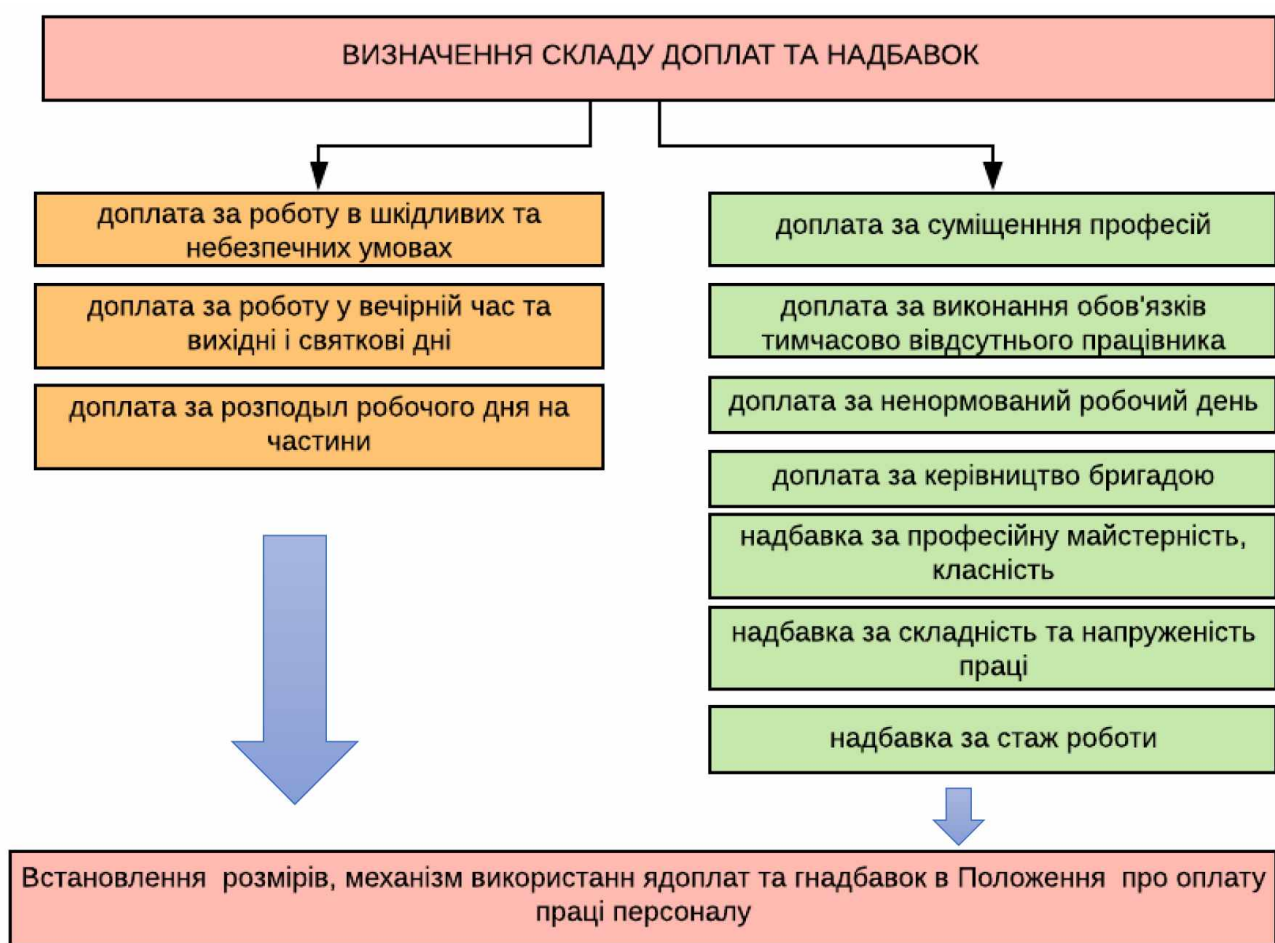 ВИЗНАЧЕННЯ СКЛАДУ ДОПЛАТ ТА НАДБАВОК
доплата за роботу в шкідливих та
небезпечних умовах
доплата за роботу у вечірній час та
вихідні і святкові дні
доплата за розподыл робочого дня на
частини
доплата за суміщенння професій
доплата за виконання обов'язків
тимчасово вівдсутнього працівника
доплата за ненормований робочий день
доплата за керівництво бригадою
надбавка за професійну майстерність,
класність
надбавка за складність та напруженість
праці
надбавка за стаж роботи
Встановлення розмірів, механізм використанн ядоплат та гнадбавок в Положення про оплату
праці персоналу